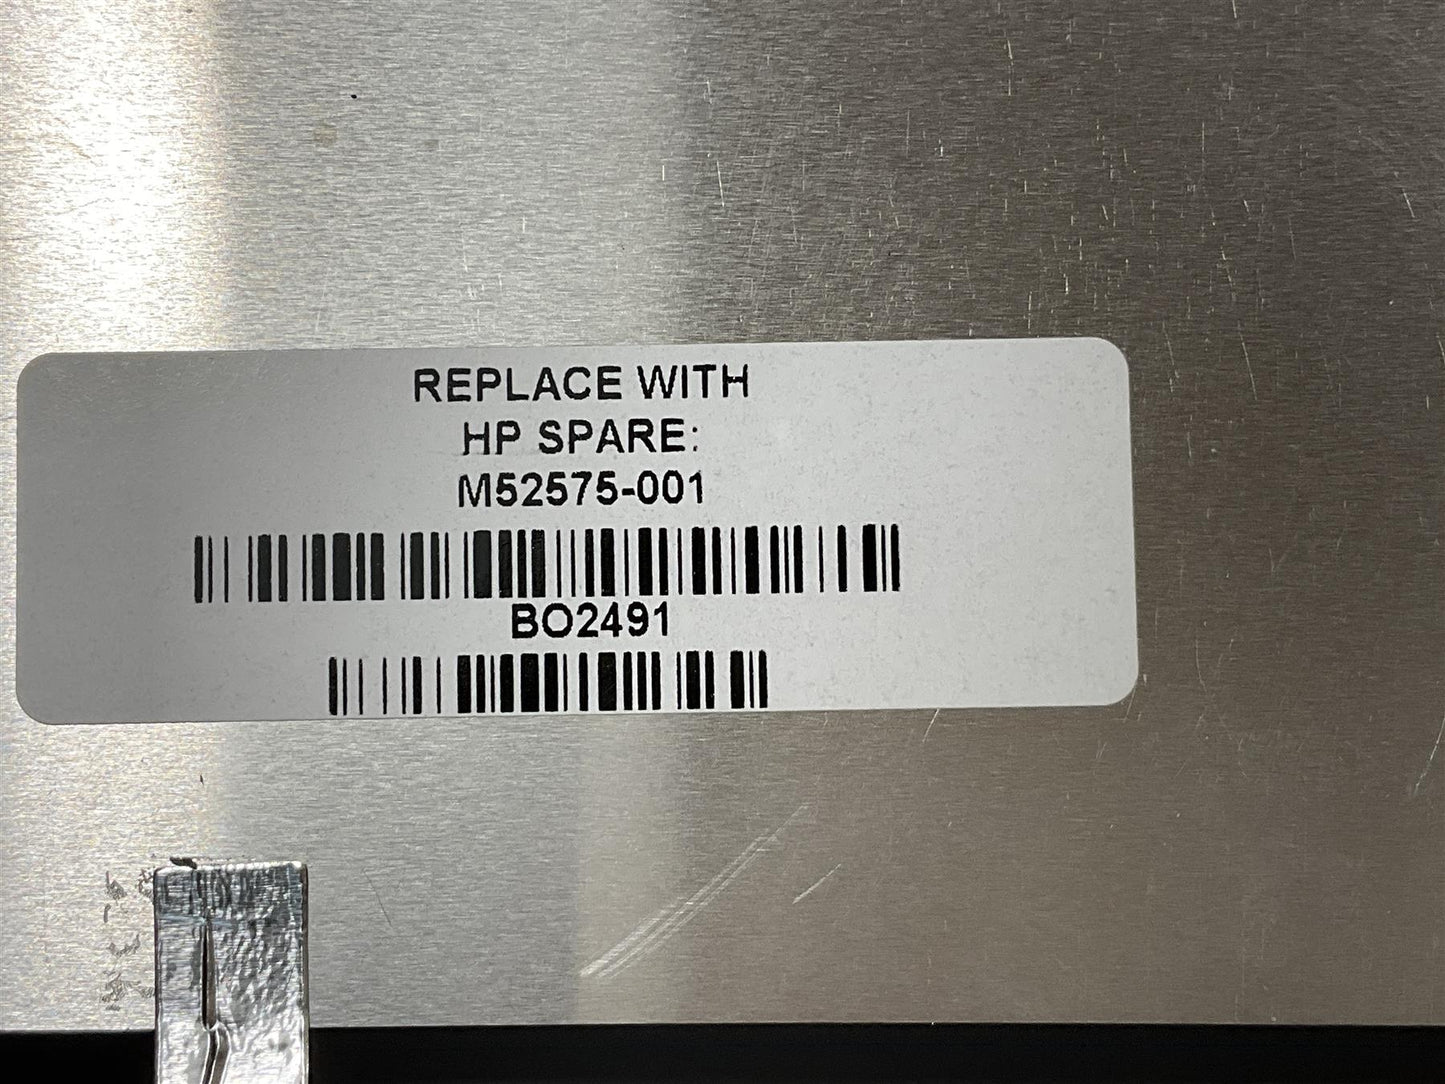 REPLACE WITH
HP SPARE:
M52575-001
BO2491